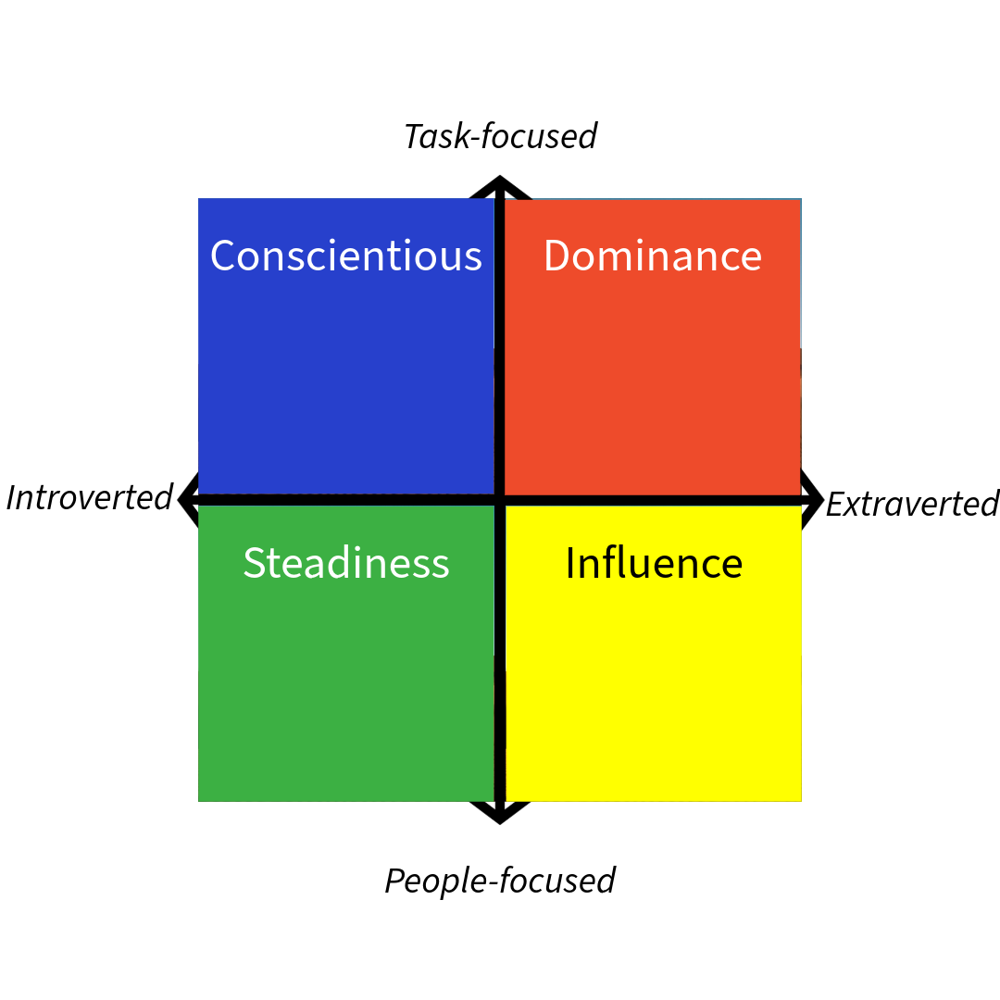 Task-focused
Conscientious
Dominance
Introverted
Extraverted
Steadiness
Influence
People-focused